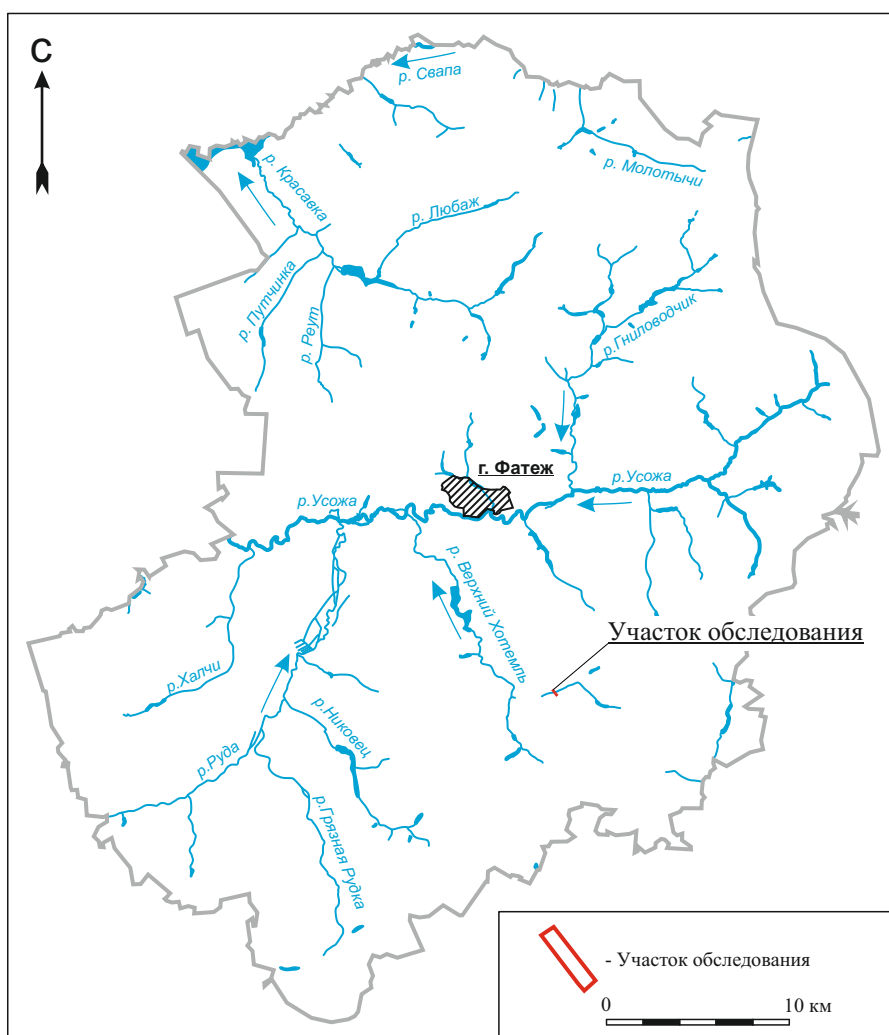 С
р. Свапа
р. Красавка
р. Молотычи
р. Любаж
р. Путчинка
р. Реут
р.Гниловодчик
г. Фатеж
р.Усожа
р.Усожа
р. Верхний Хотемль
Участок обследования
р.Халчи
р.Никовец
р.Руда
р.Грязная Рудка
- Участок обследования
0 10 км